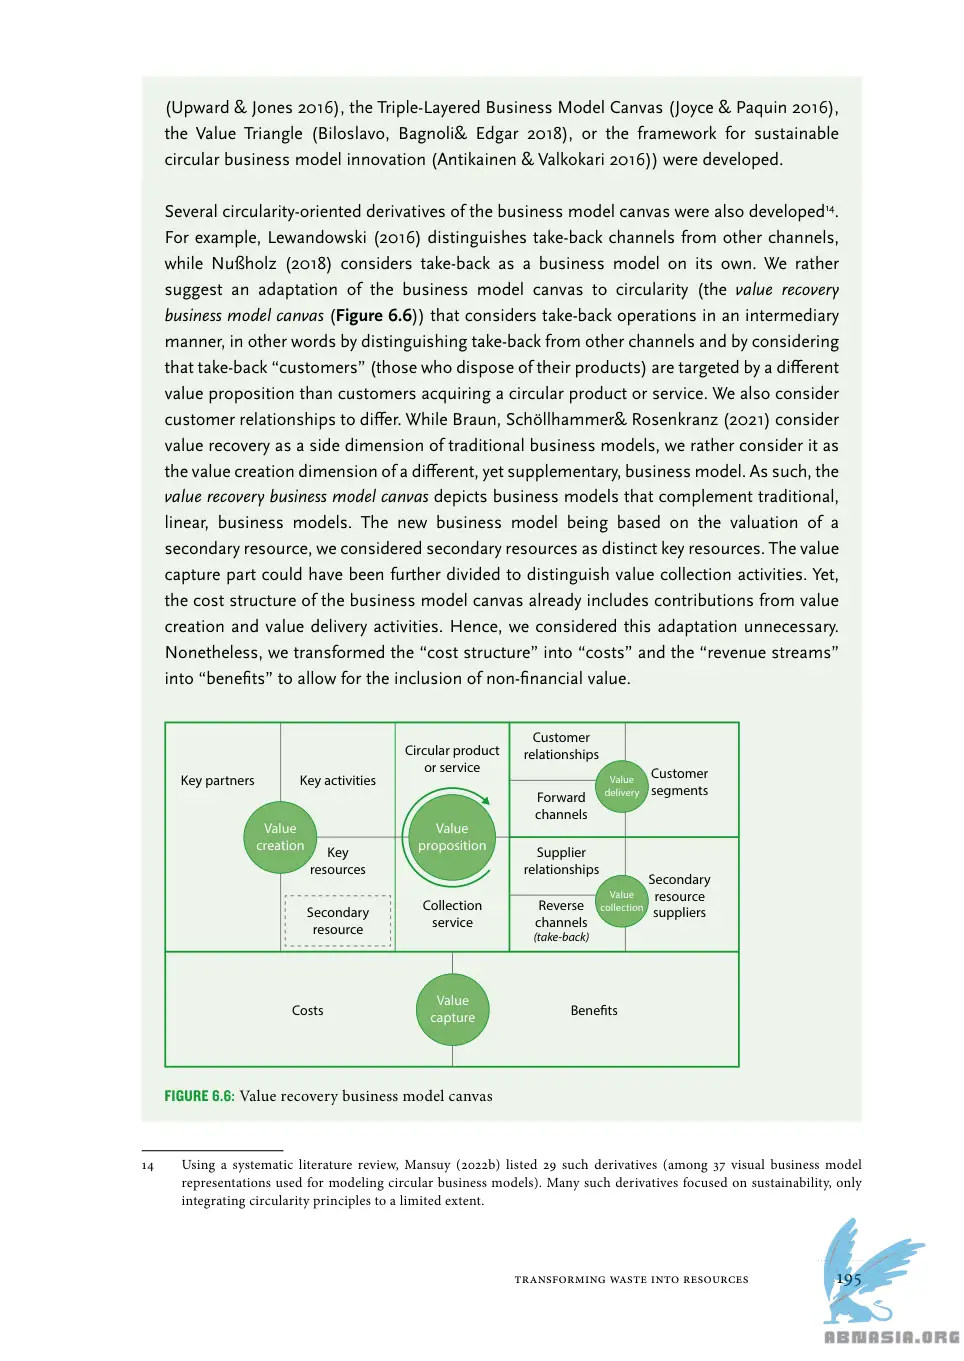 (Upward & Jones 2016), the Triple-Layered Business Model Canvas (Joyce & Paquin 2016),
the Value Triangle (Biloslavo, Bagnoli& Edgar 2018), or the framework for sustainable
circular business model innovation (Antikainen & Valkokari 2016)) were developed.
Several circularity-oriented derivatives of the business model canvas were also developed14.
For example, Lewandowski (2016) distinguishes take-back channels from other channels,
while Nußholz (2018) considers take-back as a business model on its own. We rather
suggest an adaptation of the business model canvas to circularity (the value recovery
business model canvas (Figure 6.6)) that considers take-back operations in an intermediary
manner, in other words by distinguishing take-back from other channels and by considering
that take-back “customers” (those who dispose of their products) are targeted by a different
value proposition than customers acquiring a circular product or service. We also consider
customer relationships to differ. While Braun, Schöllhammer& Rosenkranz (2021) consider
value recovery as a side dimension of traditional business models, we rather consider it as
the value creation dimension of a different, yet supplementary, business model. As such, the
value recovery business model canvas depicts business models that complement traditional,
linear, business models. The new business model being based on the valuation of a
secondary resource, we considered secondary resources as distinct key resources. The value
capture part could have been further divided to distinguish value collection activities. Yet,
the cost structure of the business model canvas already includes contributions from value
creation and value delivery activities. Hence, we considered this adaptation unnecessary.
Nonetheless, we transformed the “cost structure” into “costs” and the “revenue streams”
into “benefits” to allow for the inclusion of non-financial value.
Key partners
Key activities
Value
creation
Key
resources
Secondary
resource
Circular product
or service
Value
proposition
Collection
service
Customer
relationships
Forward
channels
Value
delivery
Customer
segments
Supplier
relationships
Reverse
channels
(take-back)
Value
collection
Secondary
resource
suppliers
Costs
Value
capture
Benefits
FIGURE 6.6: Value recovery business model canvas
14 Using a systematic literature review, Mansuy (2022b) listed 29 such derivatives (among 37 visual business model
representations used for modeling circular business models). Many such derivatives focused on sustainability, only
integrating circularity principles to a limited extent.
TRANSFORMING WASTE INTO RESOURCES 195
ABMASIA.ORG